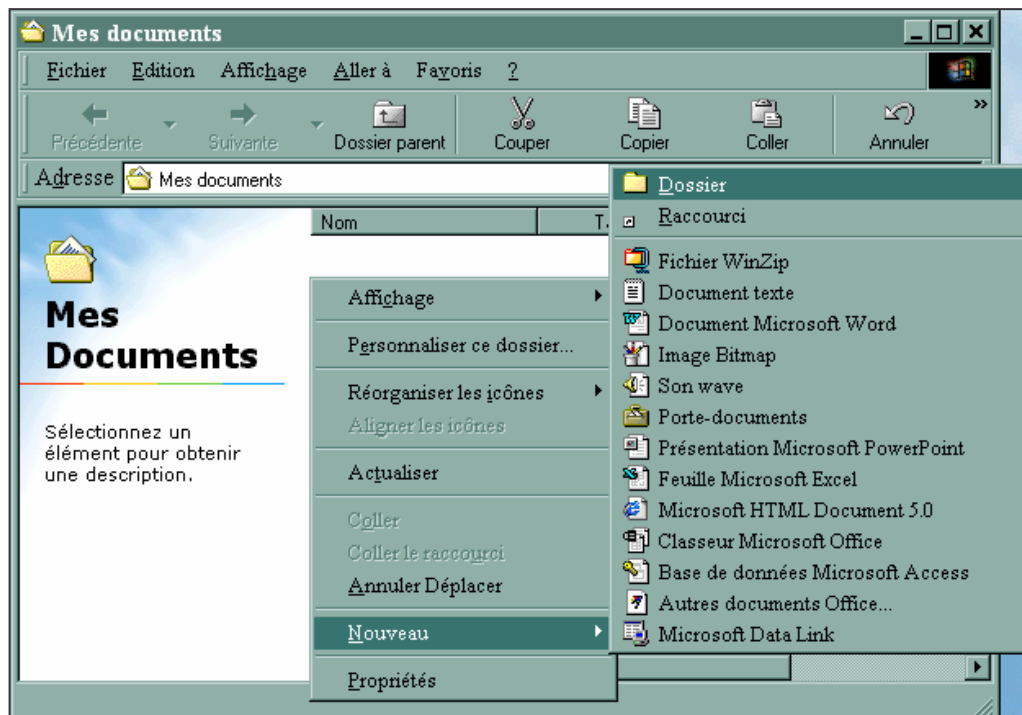 Mes documents
Fichier Edition Affichage Aller à Favoris ?
Précédente Suivante Dossier parent Couper Copier Coller Annuler »
Adresse Mes documents
Nom T.
Mes
Documents
Sélectionnez un
élément pour obtenir
une description.
Affichage
Personnaliser ce dossier...
Réorganiser les icônes
Aligner les icônes
Actualiser
Coller
Coller le raccourci
Annuler Déplacer
Nouveau
Propriétés
Dossier
Raccourci
Fichier WinZip
Document texte
Document Microsoft Word
Image Bitmap
Son wave
Porte-documents
Présentation Microsoft PowerPoint
Feuille Microsoft Excel
Microsoft HTML Document 5.0
Classeur Microsoft Office
Base de données Microsoft Access
Autres documents Office...
Microsoft Data Link